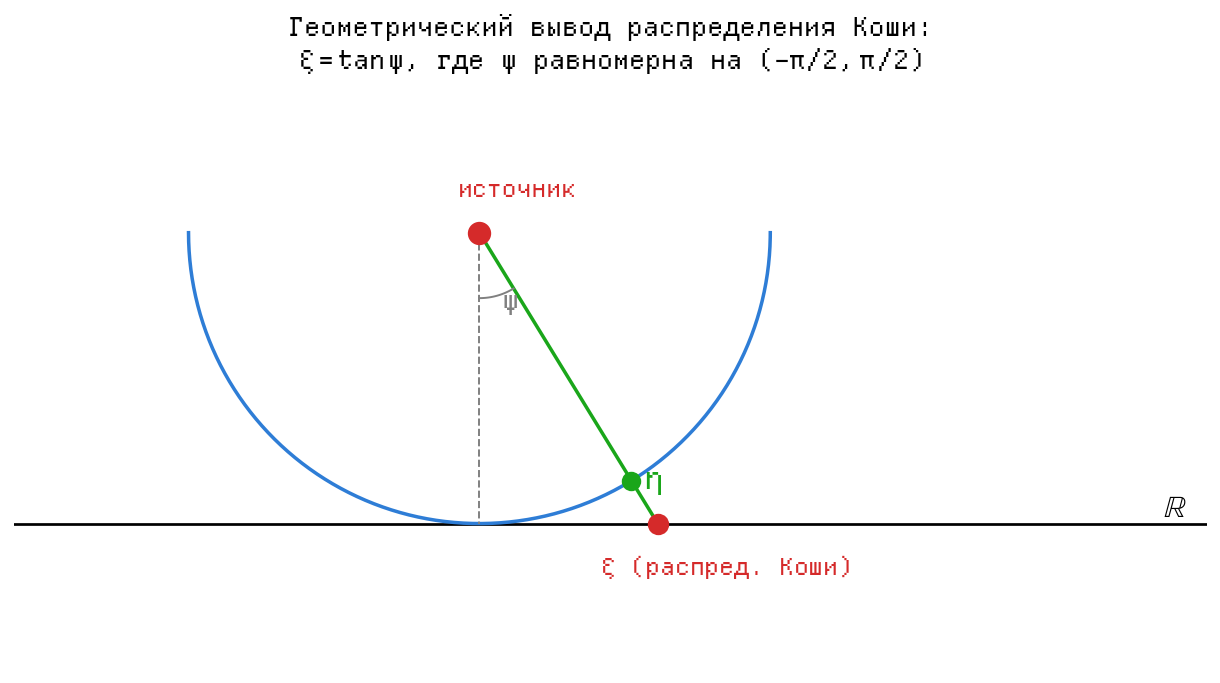 Геометрический вывод распределения Коши:
ξ=tanψ, где ψ равномерна на (−π/2,π/2)
источник
ψ
η
ℝ
ξ (распред. Коши)